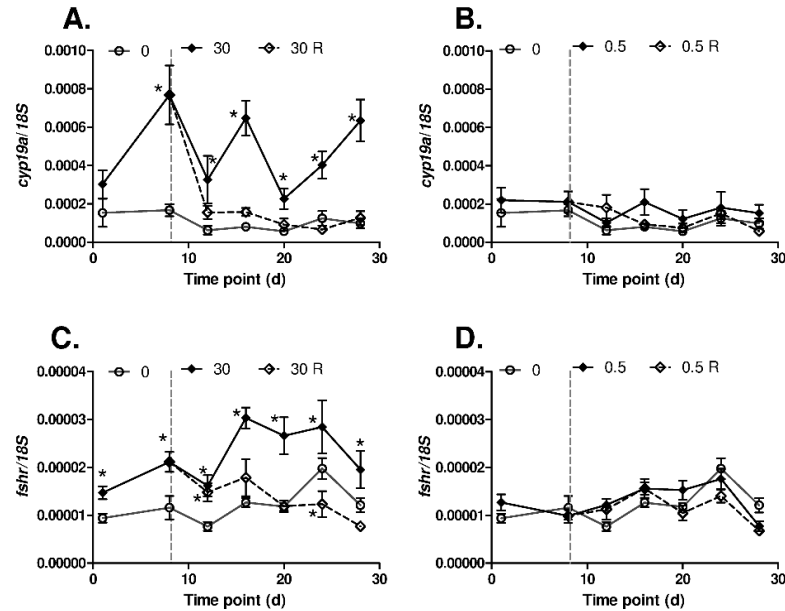 A.
0 30 30 R
cyp19a/18S
0.0010
0.0008
0.0006
0.0004
0.0002
0.0000
* * * * * *
0 10 20 30
Time point (d)
B.
0 0.5 0.5 R
cyp19a/18S
0.0010
0.0008
0.0006
0.0004
0.0002
0.0000
0 10 20 30
Time point (d)
C.
0 30 30 R
fshr/18S
0.00004
0.00003
0.00002
0.00001
0.00000
* * * * * * * * *
0 10 20 30
Time point (d)
D.
0 0.5 0.5 R
fshr/18S
0.00004
0.00003
0.00002
0.00001
0.00000
0 10 20 30
Time point (d)